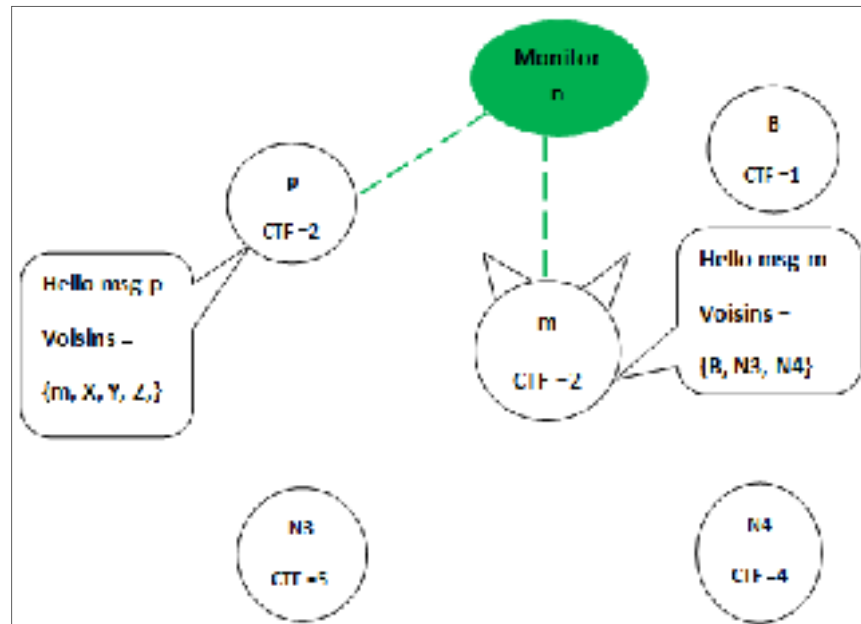 Monitor
n
B
CTF =1
p
CTF =2
Hello msg m
Voisins =
{B, N3, N4}
Hello msg p
Voisins =
{m, X, Y, Z,}
m
CTF =2
N3
N4
CTF =4